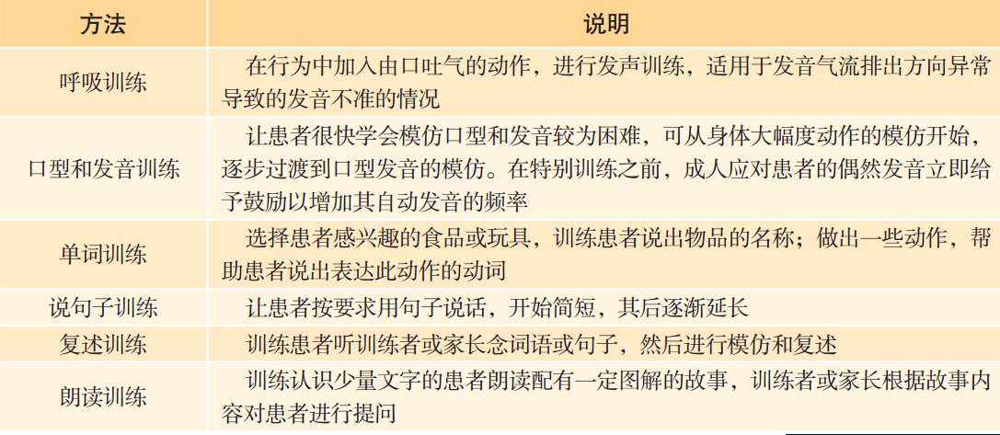 方法 说明
呼吸训练 在行为中加入由口吐气的动作，进行发声训练，适用于发音气流排出方向异常
导致的发音不准的情况
口型和发音训练 让患者很快学会模仿口型和发音较为困难，可从身体大幅度动作的模仿开始，
逐步过渡到口型发音的模仿。在特别训练之前，成人应对患者的偶然发音立即给
予鼓励以增加其自动发音的频率
单词训练 选择患者感兴趣的食品或玩具，训练患者说出物品的名称；做出一些动作，帮
助患者说出表达此动作的动词
说句子训练 让患者按要求用句子说话，开始简短，其后逐渐延长
复述训练 训练患者听训练者或家长念词语或句子，然后进行模仿和复述
朗读训练 训练认识少量文字的患者朗读配有一定图解的故事，训练者或家长根据故事内
容对患者进行提问